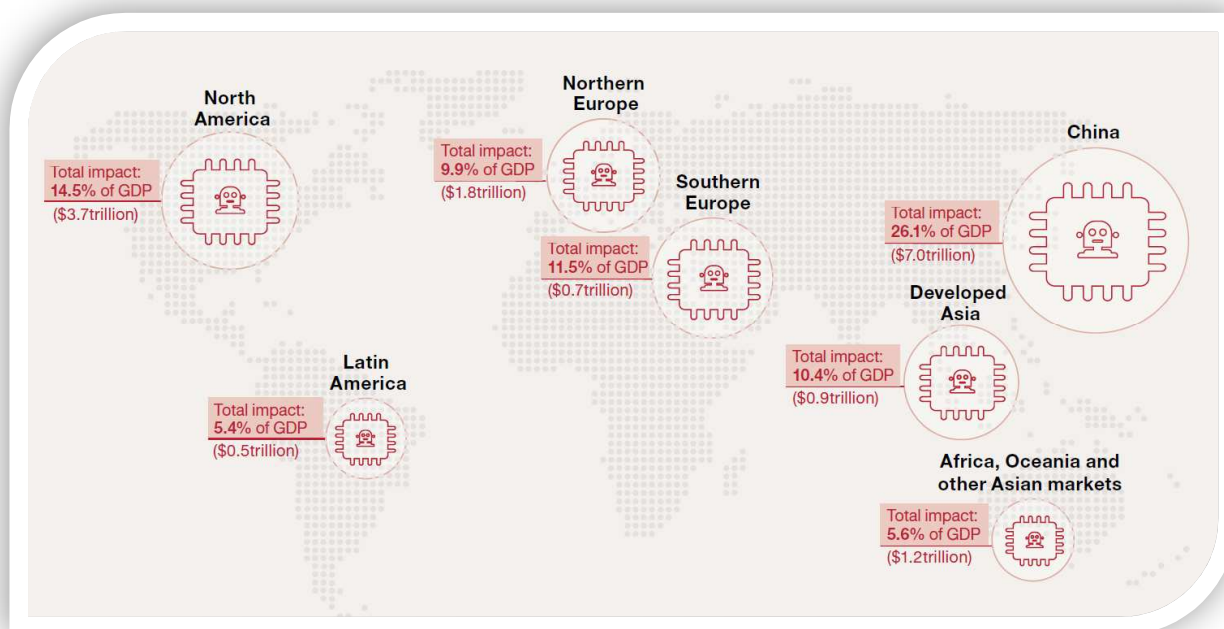 North
America
Total impact:
14.5% of GDP
($3.7trillion)
Northern
Europe
Total impact:
9.9% of GDP
($1.8trillion)
Southern
Europe
Total impact:
11.5% of GDP
($0.7trillion)
China
Total impact:
26.1% of GDP
($7.0trillion)
Developed
Asia
Total impact:
10.4% of GDP
($0.9trillion)
Latin
America
Total impact:
5.4% of GDP
($0.5trillion)
Africa, Oceania and
other Asian markets
Total impact:
5.6% of GDP
($1.2trillion)